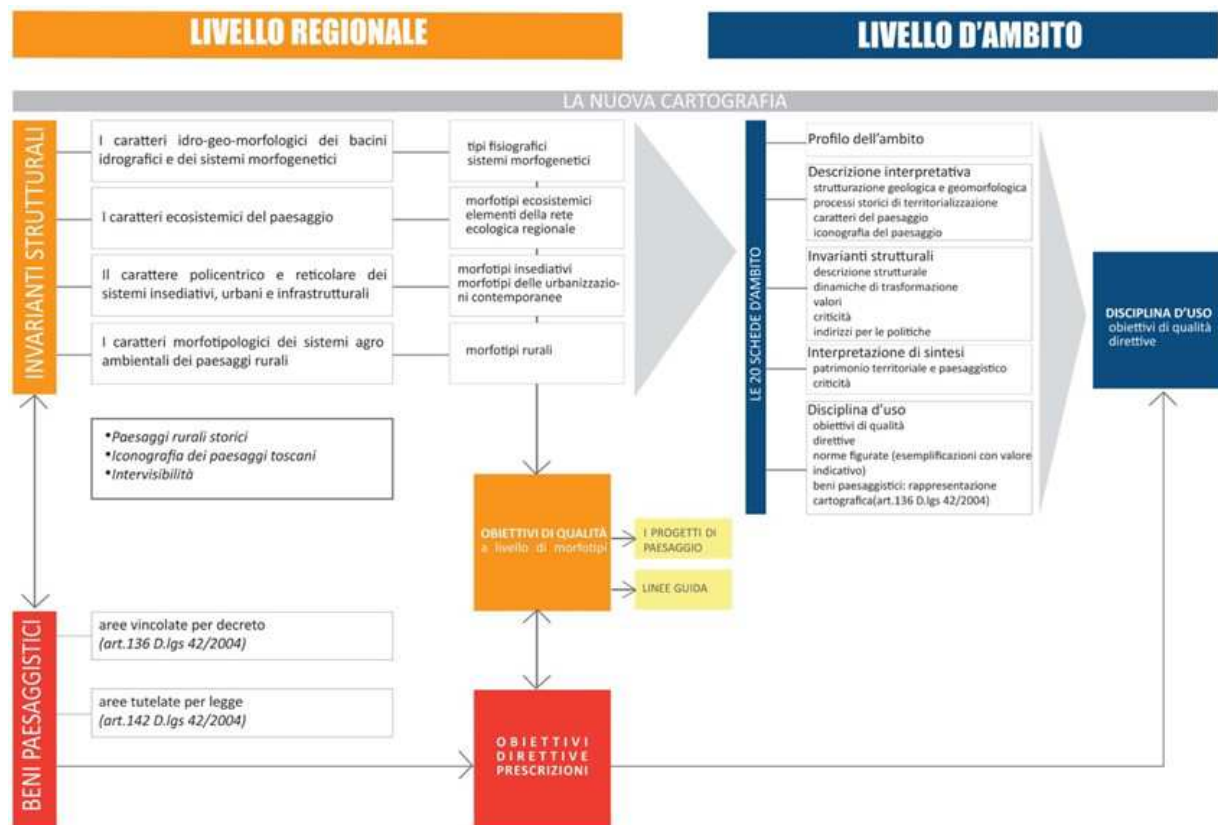 LIVELLO REGIONALE
LIVELLO D'AMBITO
LA NUOVA CARTOGRAFIA
INVARIANTI STRUTTURALI
I caratteri idro-geo-morfologici dei bacini
idrografici e dei sistemi morfogenetici
tipi fisiografici
sistemi morfogenetici
I caratteri ecosistemici del paesaggio
morfotipi ecosistemici
elementi della rete
ecologica regionale
Il carattere policentrico e reticolare dei
sistemi insediativi, urbani e infrastrutturali
morfotipi insediativi
morfotipi delle urbanizzazio-
ni contemporanee
I caratteri morfotipologici dei sistemi agro
ambientali dei paesaggi rurali
morfotipi rurali
•Paesaggi rurali storici
•Iconografia dei paesaggi toscani
•Intervisibilità
LE 20 SCHEDE D'AMBITO
Profilo dell'ambito
Descrizione interpretativa
strutturazione geologica e geomorfologica
processi storici di territorializzazione
caratteri del paesaggio
iconografia del paesaggio
Invarianti strutturali
descrizione strutturale
dinamiche di trasformazione
valori
criticità
indirizzi per le politiche
Interpretazione di sintesi
patrimonio territoriale e paesaggistico
criticità
Disciplina d'uso
obiettivi di qualità
direttive
norme figurate (esemplificazioni con valore
indicativo)
beni paesaggistici: rappresentazione
cartografica(art.136 D.lgs 42/2004)
DISCIPLINA D'USO
obiettivi di qualità
direttive
OBIETTIVI DI QUALITÀ
a livello di morfotipi
I PROGETTI DI
PAESAGGIO
LINEE GUIDA
BENI PAESAGGISTICI
aree vincolate per decreto
(art.136 D.lgs 42/2004)
aree tutelate per legge
(art.142 D.lgs 42/2004)
OBIETTIVI
DIRETTIVE
PRESCRIZIONI